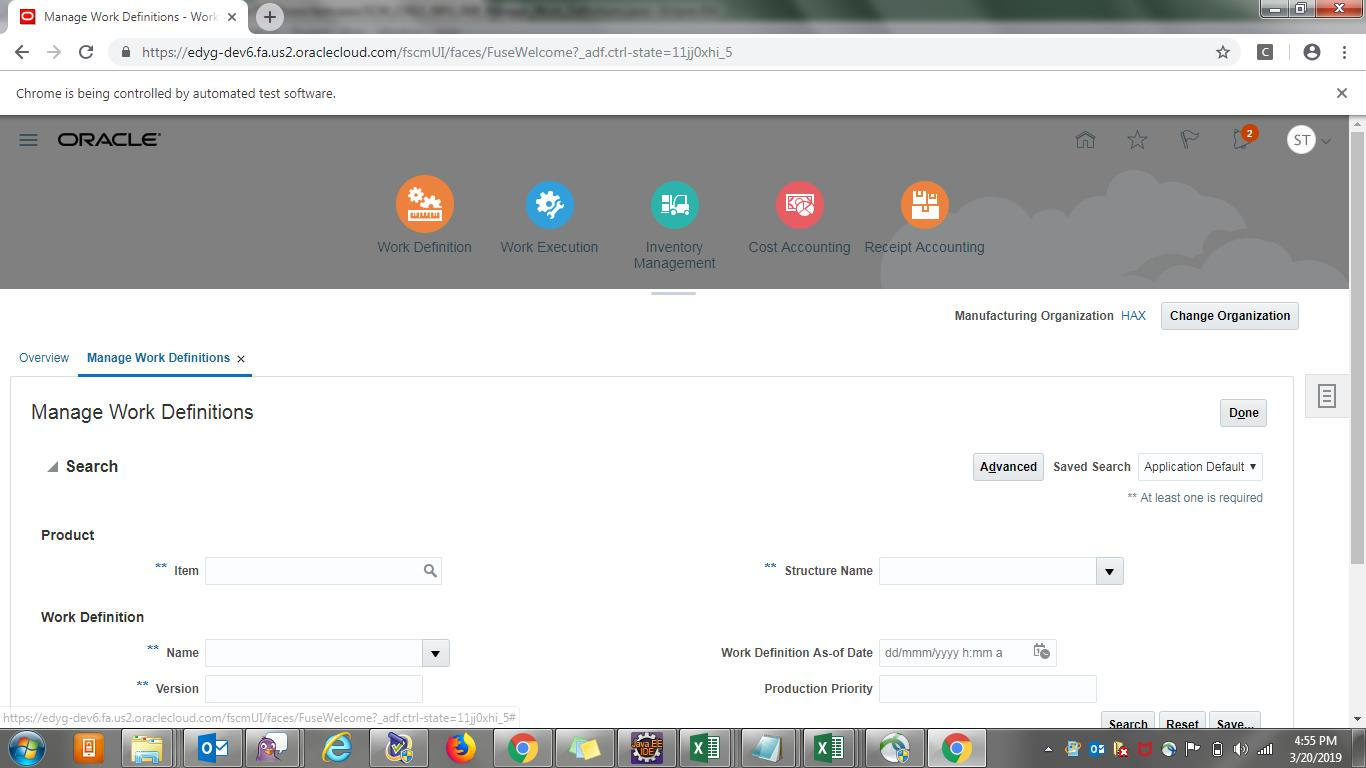 Manage Work Definitions - Work
https://edyg-dev6.fa.us2.oraclecloud.com/fscmUI/faces/FuseWelcome?_adf.ctrl-state=11jj0xhi_5
C
Chrome is being controlled by automated test software.
ORACLE
2
ST
Work Definition
Work Execution
Inventory
Management
Cost Accounting
Receipt Accounting
Manufacturing Organization HAX
Change Organization
Overview
Manage Work Definitions
Manage Work Definitions
Done
Search
Advanced
Saved Search
Application Default
** At least one is required
Product
** Item
** Structure Name
Work Definition
** Name
Work Definition As-of Date
dd/mmm/yyyy h:mm a
** Version
Production Priority
https://edyg-dev6.fa.us2.oraclecloud.com/fscmUI/faces/FuseWelcome?_adf.ctrl-state=11jj0xhi_5#
Search
Reset
Save...
Java EE
IDE
4:55 PM
3/20/2019